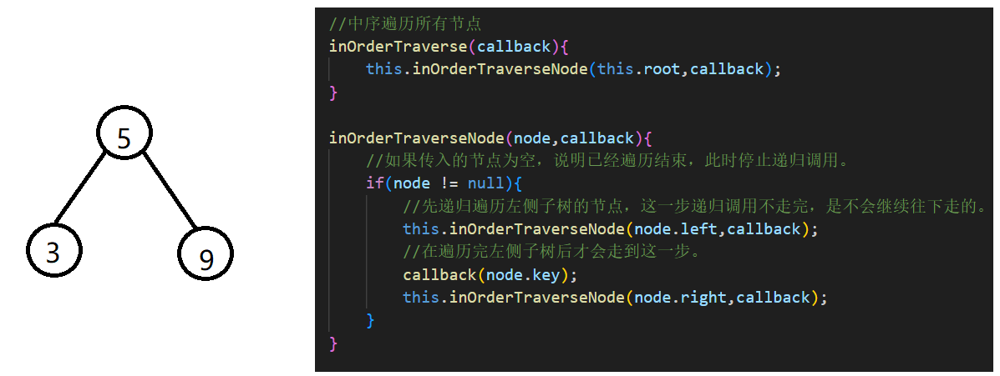 5
3
9
//中序遍历所有节点
inOrderTraverse(callback){
    this.inOrderTraverseNode(this.root,callback);
}
inOrderTraverseNode(node,callback){
    //如果传入的节点为空，说明已经遍历结束，此时停止递归调用。
    if(node != null){
        //先递归遍历左侧子树的节点，这一步递归调用不走完，是不会继续往下走的。
        this.inOrderTraverseNode(node.left,callback);
        //在遍历完左侧子树后才会走到这一步。
        callback(node.key);
        this.inOrderTraverseNode(node.right,callback);
    }
}